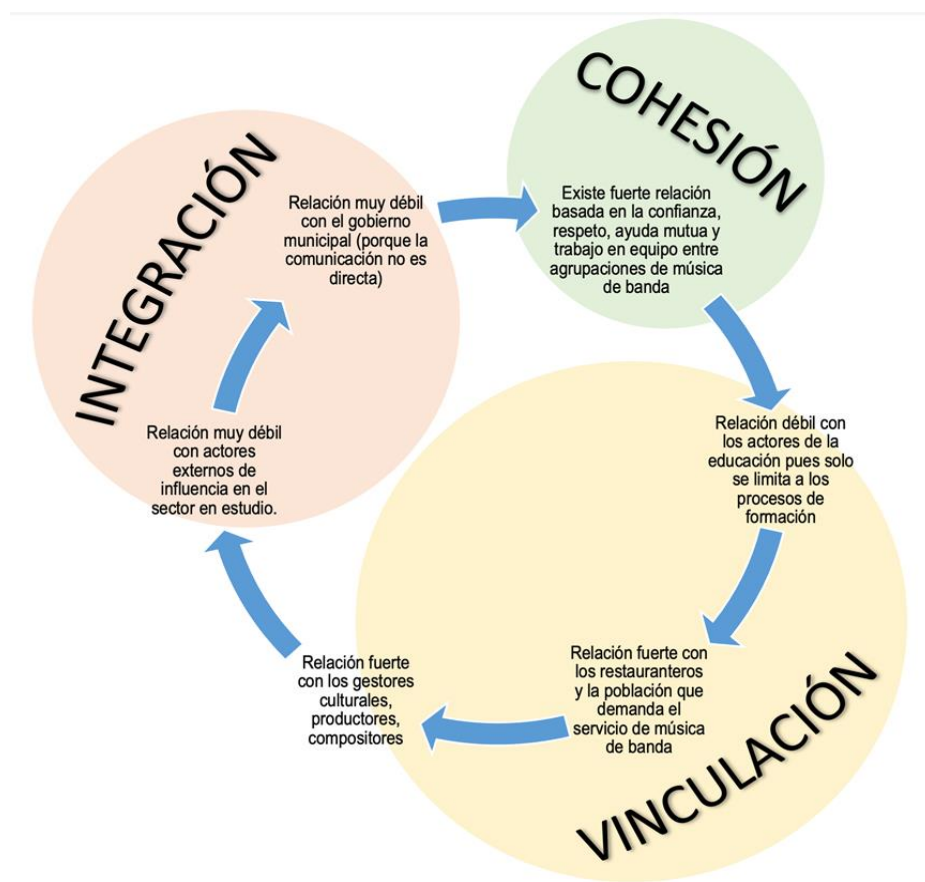 COHESIÓN
Existe fuerte relación
basada en la confianza,
respeto, ayuda mutua y
trabajo en equipo entre
agrupaciones de música
de banda
INTEGRACIÓN
Relación muy débil
con el gobierno
municipal (porque la
comunicación no es
directa)
Relación muy débil
con actores
externos de
influencia en el
sector en estudio.
Relación débil con
los actores de la
educación pues solo
se limita a los
procesos de
formación
Relación fuerte con
los restauranteros
y la población que
demanda el
servicio de música
de banda
Relación fuerte
con los gestores
culturales,
productores,
compositores
VINCULACIÓN